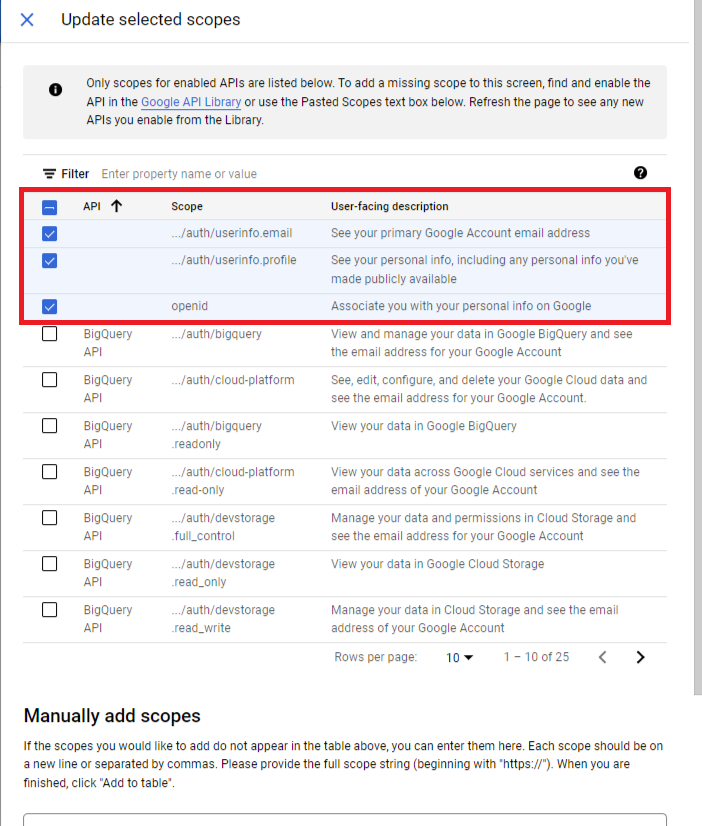 Update selected scopes
Only scopes for enabled APIs are listed below. To add a missing scope to this screen, find and enable the
API in the Google API Library or use the Pasted Scopes text box below. Refresh the page to see any new
APIs you enable from the Library.
Filter Enter property name or value
API Scope User-facing description
.../auth/userinfo.email See your primary Google Account email address
.../auth/userinfo.profile See your personal info, including any personal info you've
made publicly available
openid Associate you with your personal info on Google
BigQuery .../auth/bigquery View and manage your data in Google BigQuery and see
API the email address for your Google Account
BigQuery .../auth/cloud-platform See, edit, configure, and delete your Google Cloud data and
API see the email address for your Google Account.
BigQuery .../auth/bigquery View your data in Google BigQuery
API .readonly
BigQuery .../auth/cloud-platform View your data across Google Cloud services and see the
API .read-only email address of your Google Account
BigQuery .../auth/devstorage Manage your data and permissions in Cloud Storage and
API .full_control see the email address for your Google Account
BigQuery .../auth/devstorage View your data in Google Cloud Storage
API .read_only
BigQuery .../auth/devstorage Manage your data in Cloud Storage and see the email
API .read_write address of your Google Account
Rows per page: 10 1 – 10 of 25
Manually add scopes
If the scopes you would like to add do not appear in the table above, you can enter them here. Each scope should be on
a new line or separated by commas. Please provide the full scope string (beginning with "https://"). When you are
finished, click "Add to table".